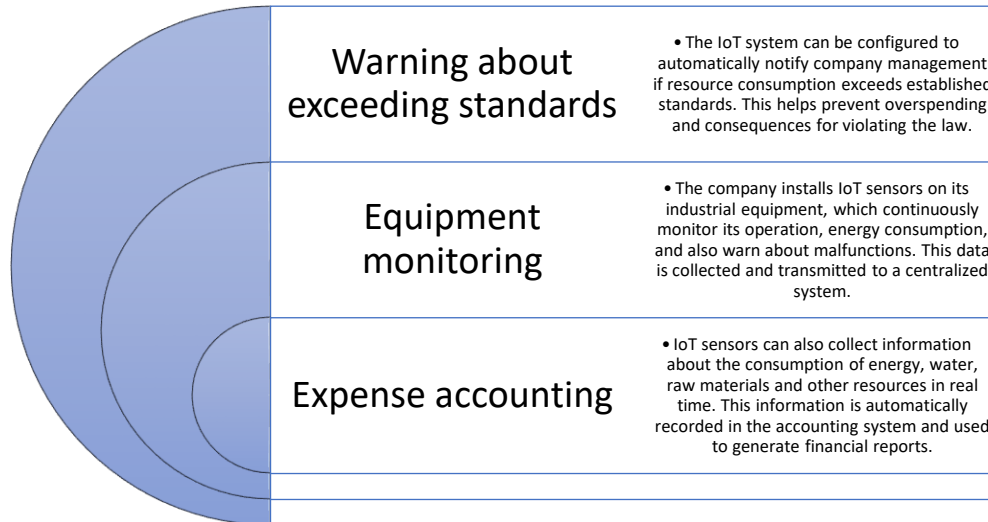 Warning about
exceeding standards
• The IoT system can be configured to
automatically notify company management
if resource consumption exceeds established
standards. This helps prevent overspending
and consequences for violating the law.
Equipment
monitoring
• The company installs IoT sensors on its
industrial equipment, which continuously
monitor its operation, energy consumption,
and also warn about malfunctions. This data
is collected and transmitted to a centralized
system.
Expense accounting
• IoT sensors can also collect information
about the consumption of energy, water,
raw materials and other resources in real
time. This information is automatically
recorded in the accounting system and used
to generate financial reports.